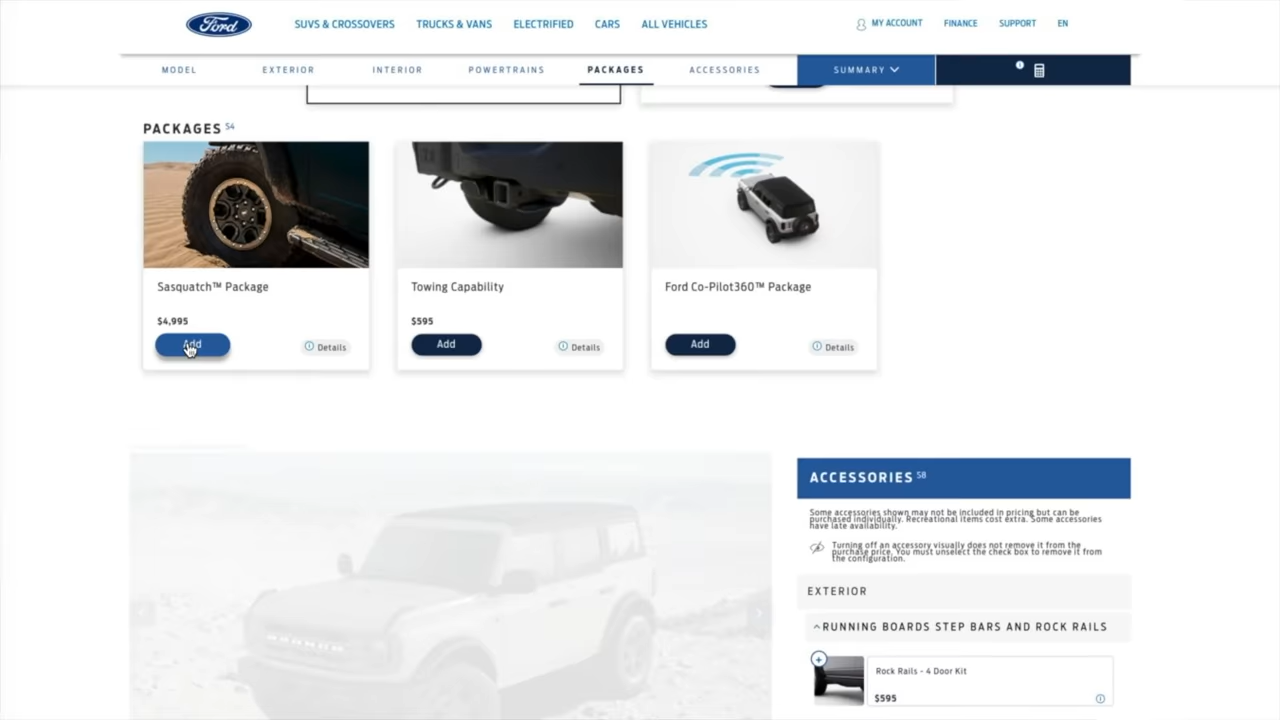 Ford
SUVS & CROSSOVERS
TRUCKS & VANS
ELECTRIFIED
CARS
ALL VEHICLES
MY ACCOUNT
FINANCE
SUPPORT
EN
MODEL
EXTERIOR
INTERIOR
POWERTRAINS
PACKAGES
ACCESSORIES
SUMMARY
PACKAGES 54
Sasquatch™ Package
$4,995
Add
Details
Towing Capability
$595
Add
Details
Ford Co-Pilot360™ Package
Add
Details
ACCESSORIES 58
Some accessories shown may not be included in pricing but can be
purchased individually. Recreational items cost extra. Some accessories
have late availability.
Turning off an accessory visually does not remove it from the
purchase price. You must unselect the check box to remove it from
the configuration.
EXTERIOR
RUNNING BOARDS STEP BARS AND ROCK RAILS
Rock Rails - 4 Door Kit
$595